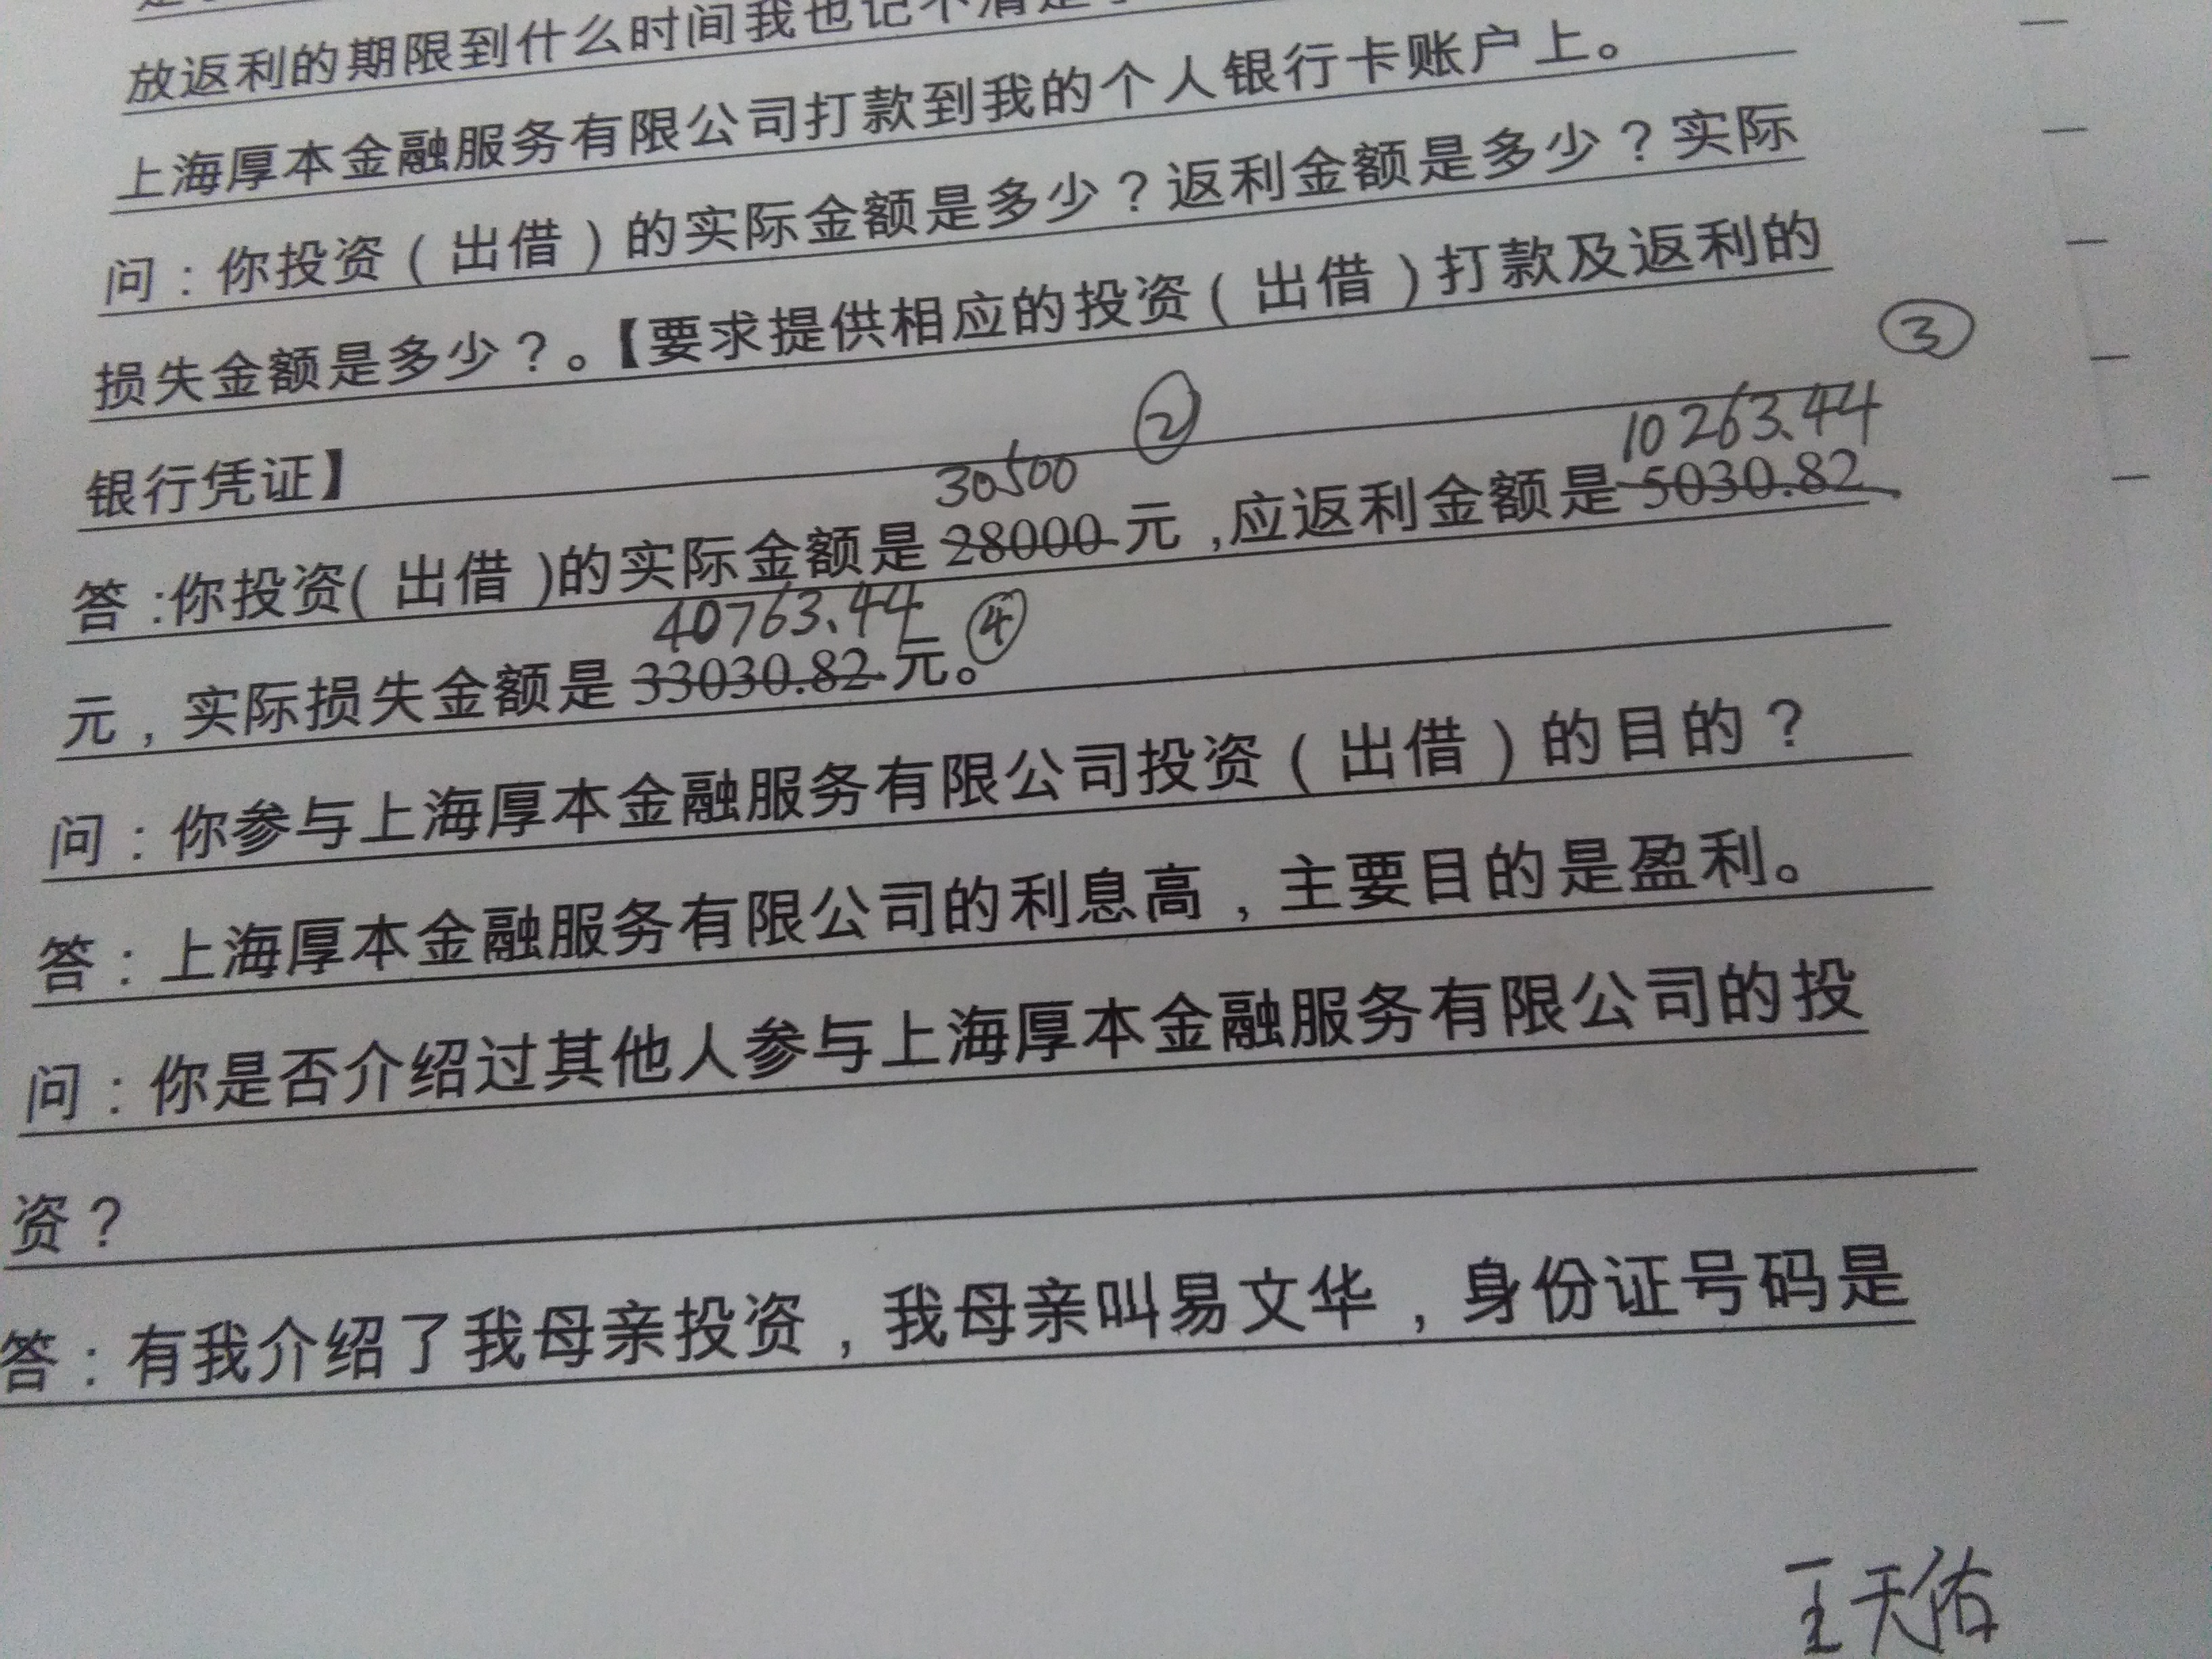 放返利的期限到什么时间我也记不清楚
上海厚本金融服务有限公司打款到我的个人银行卡账户上。
问：你投资（出借）的实际金额是多少？返利金额是多少？实际
损失金额是多少？。【要求提供相应的投资（出借）打款及返利的
③
银行凭证】
30500 ② 10263.44
答:你投资(出借)的实际金额是 28000 元,应返利金额是 5030.82
40763.44
元，实际损失金额是 33030.82 元。④
问：你参与上海厚本金融服务有限公司投资（出借）的目的？
答：上海厚本金融服务有限公司的利息高，主要目的是盈利。
问：你是否介绍过其他人参与上海厚本金融服务有限公司的投
资？
答：有我介绍了我母亲投资，我母亲叫易文华，身份证号码是
王天佑